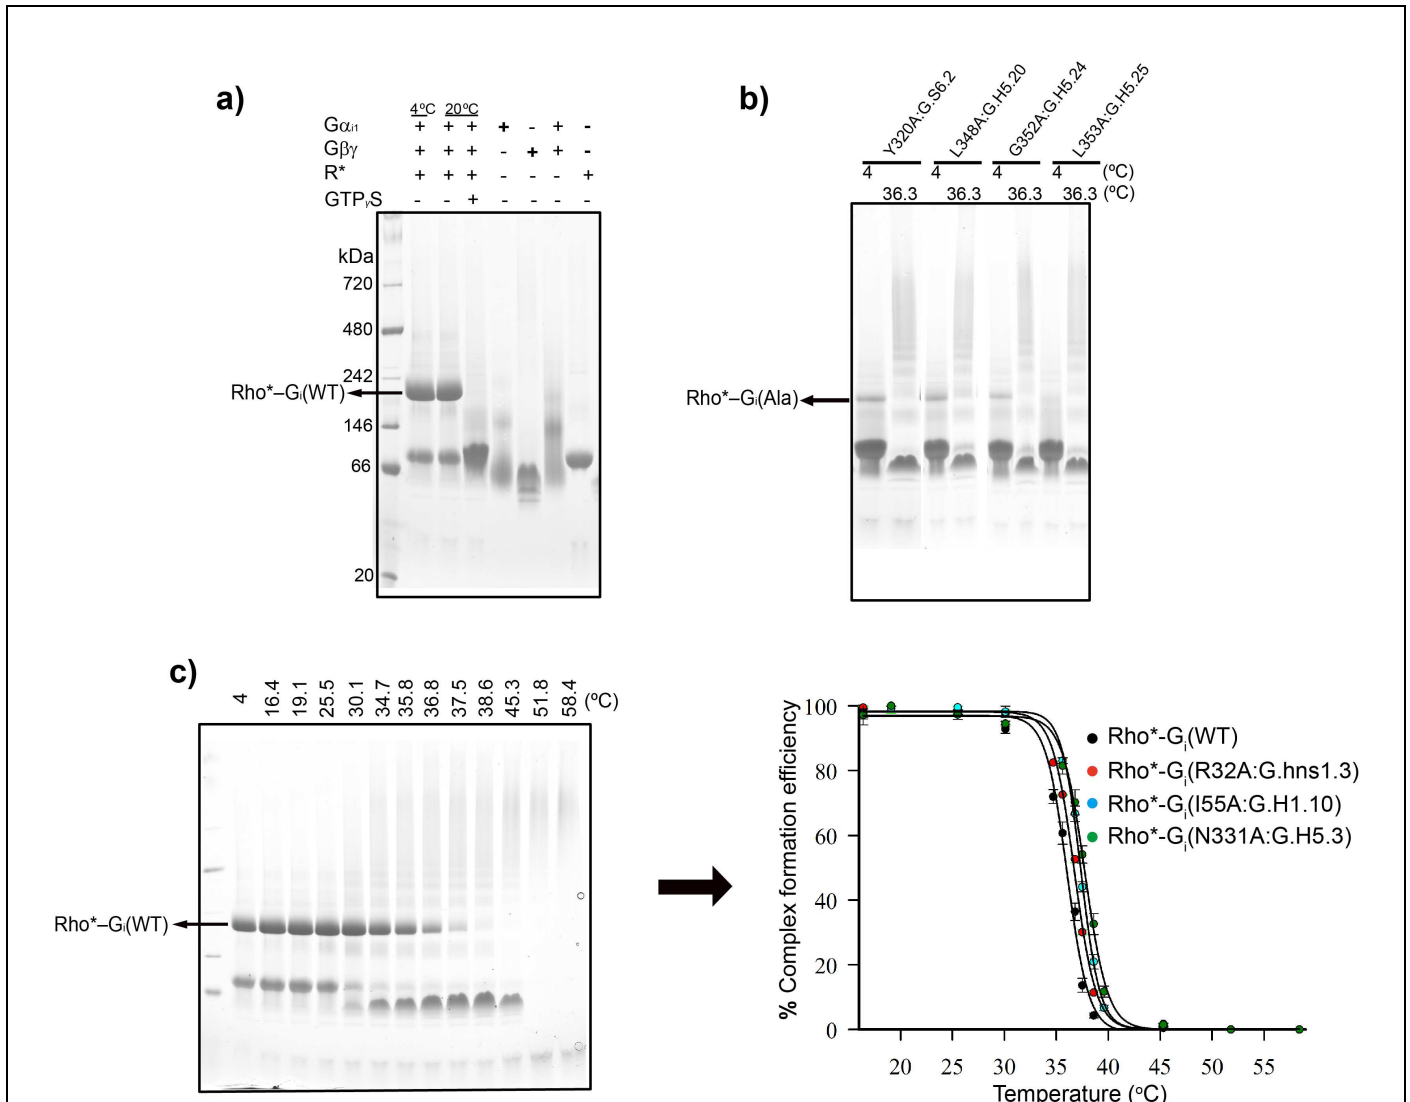 a)
4ºC 20ºC
Gαi1 + + + + - + -
Gβγ + + + - + + -
R* + + + - - - +
GTPγS - - + - - - -
kDa
720
480
242
Rho*–Gi(WT)
146
66
20
b)
Y320A:G.S6.2
L348A:G.H5.20
G352A:G.H5.24
L353A:G.H5.25
4 4 4 4 (ºC)
36.3 36.3 36.3 36.3 (ºC)
Rho*–Gi(Ala)
c)
4 16.4 19.1 25.5 30.1 34.7 35.8 36.8 37.5 38.6 45.3 51.8 58.4 (ºC)
Rho*–Gi(WT)
% Complex formation efficiency
100
80
60
40
20
0
Rho*-Gi(WT)
Rho*-Gi(R32A:G.hns1.3)
Rho*-Gi(I55A:G.H1.10)
Rho*-Gi(N331A:G.H5.3)
20 25 30 35 40 45 50 55
Temperature (ºC)